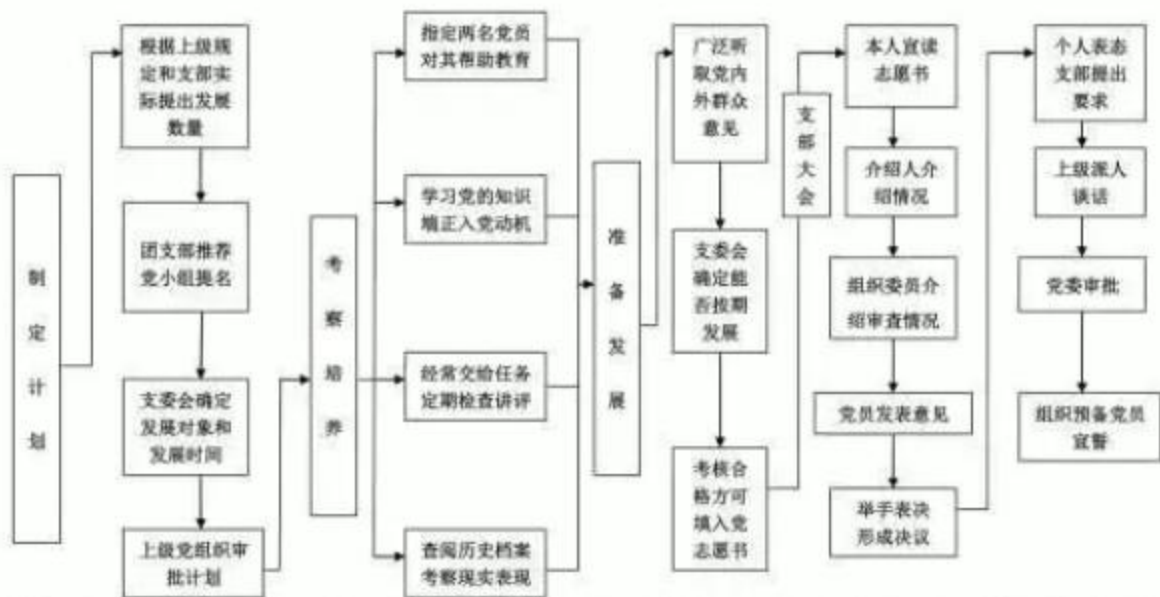 制定计划
根据上级规
定和支部实
际提出发展
数量
团支部推荐
党小组提名
支委会确定
发展对象和
发展时间
上级党组织审
批计划
考察培养
指定两名党员
对其帮助教育
学习党的知识
端正入党动机
经常交给任务
定期检查讲评
查阅历史档案
考察现实表现
准备发展
广泛听
取党内
外群众
意见
支委会
确定能
否按期
发展
考核合
格方可
填入党
志愿书
支部大会
本人宣读
志愿书
介绍人介
绍情况
组织委员介
绍审查情况
党员发表意见
举手表决
形成决议
个人表态
支部提出
要求
上级派人
谈话
党委审批
组织预备党员
宣誓